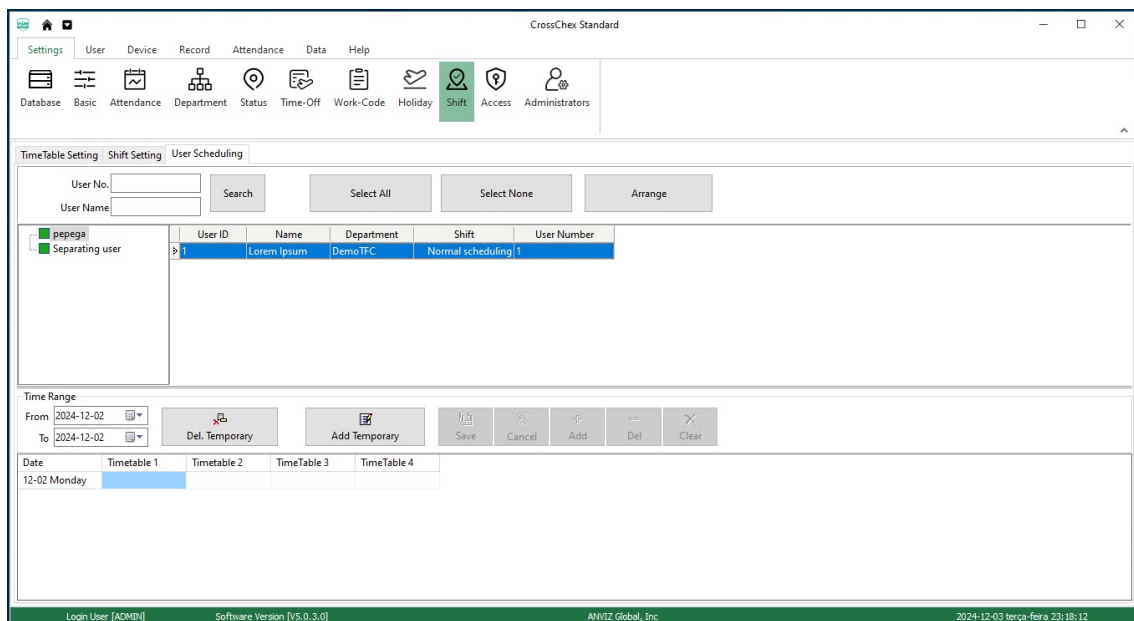 CrossChex Standard
Settings User Device Record Attendance Data Help
Database Basic Attendance Department Status Time-Off Work-Code Holiday Shift Access Administrators
TimeTable Setting Shift Setting User Scheduling
User No. Search Select All Select None Arrange
User Name
pepega
Separating user
User ID Name Department Shift User Number
1 Lorem Ipsum DemoTFC Normal scheduling 1
Time Range
From 2024-12-02
To 2024-12-02
Del. Temporary Add Temporary Save Cancel Add Del Clear
Date Timetable 1 Timetable 2 TimeTable 3 TimeTable 4
12-02 Monday
Login User [ADMIN] Software Version [V5.0.3.0] ANVIZ Global, Inc 2024-12-03 terça-feira 23:18:12